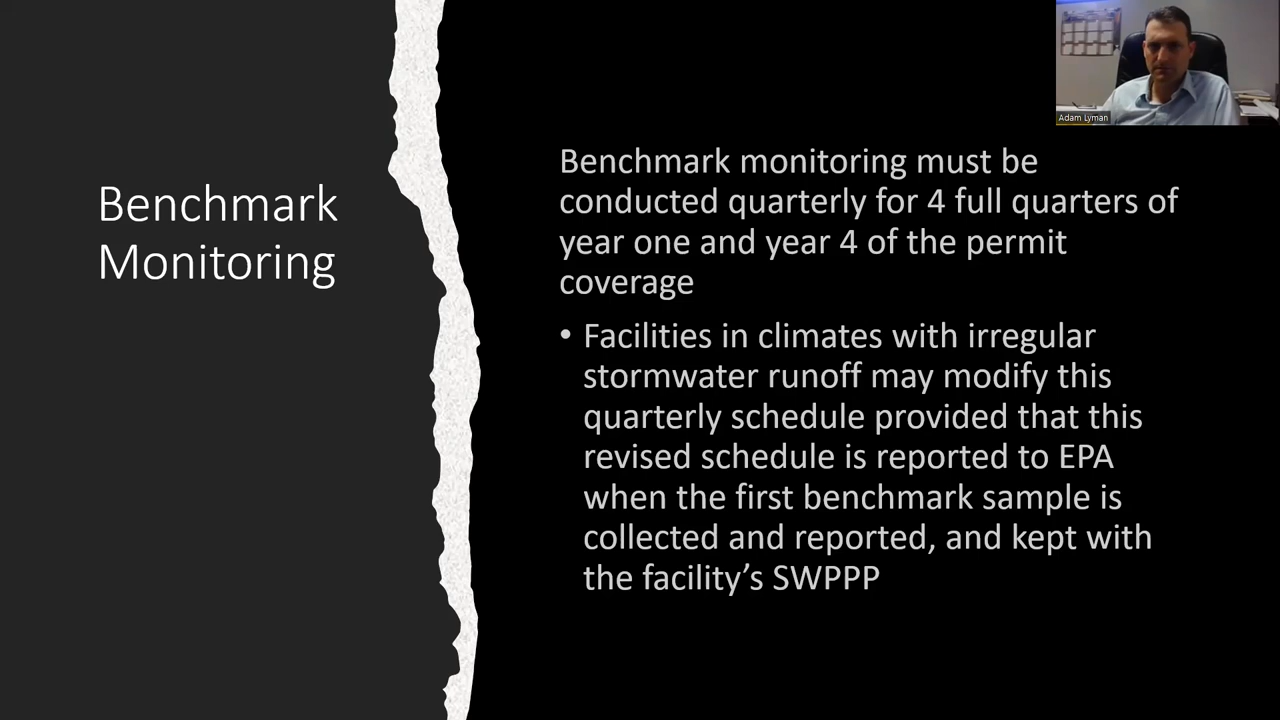 Adam Lyman
Benchmark
Monitoring
Benchmark monitoring must be
conducted quarterly for 4 full quarters of
year one and year 4 of the permit
coverage
• Facilities in climates with irregular
stormwater runoff may modify this
quarterly schedule provided that this
revised schedule is reported to EPA
when the first benchmark sample is
collected and reported, and kept with
the facility’s SWPPP